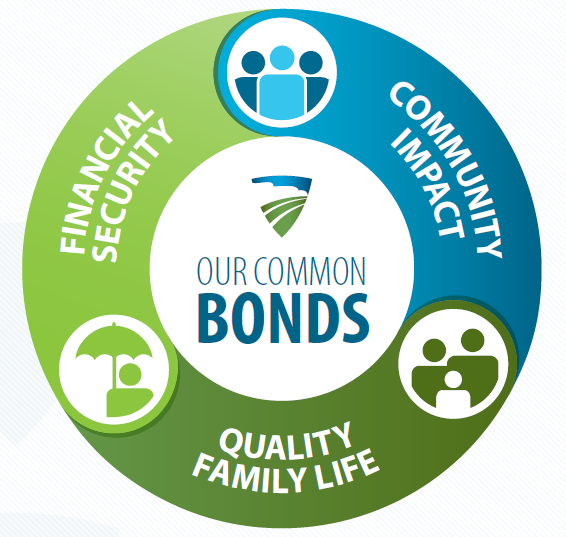 FINANCIAL
SECURITY
COMMUNITY
IMPACT
OUR COMMON
BONDS
QUALITY
FAMILY LIFE